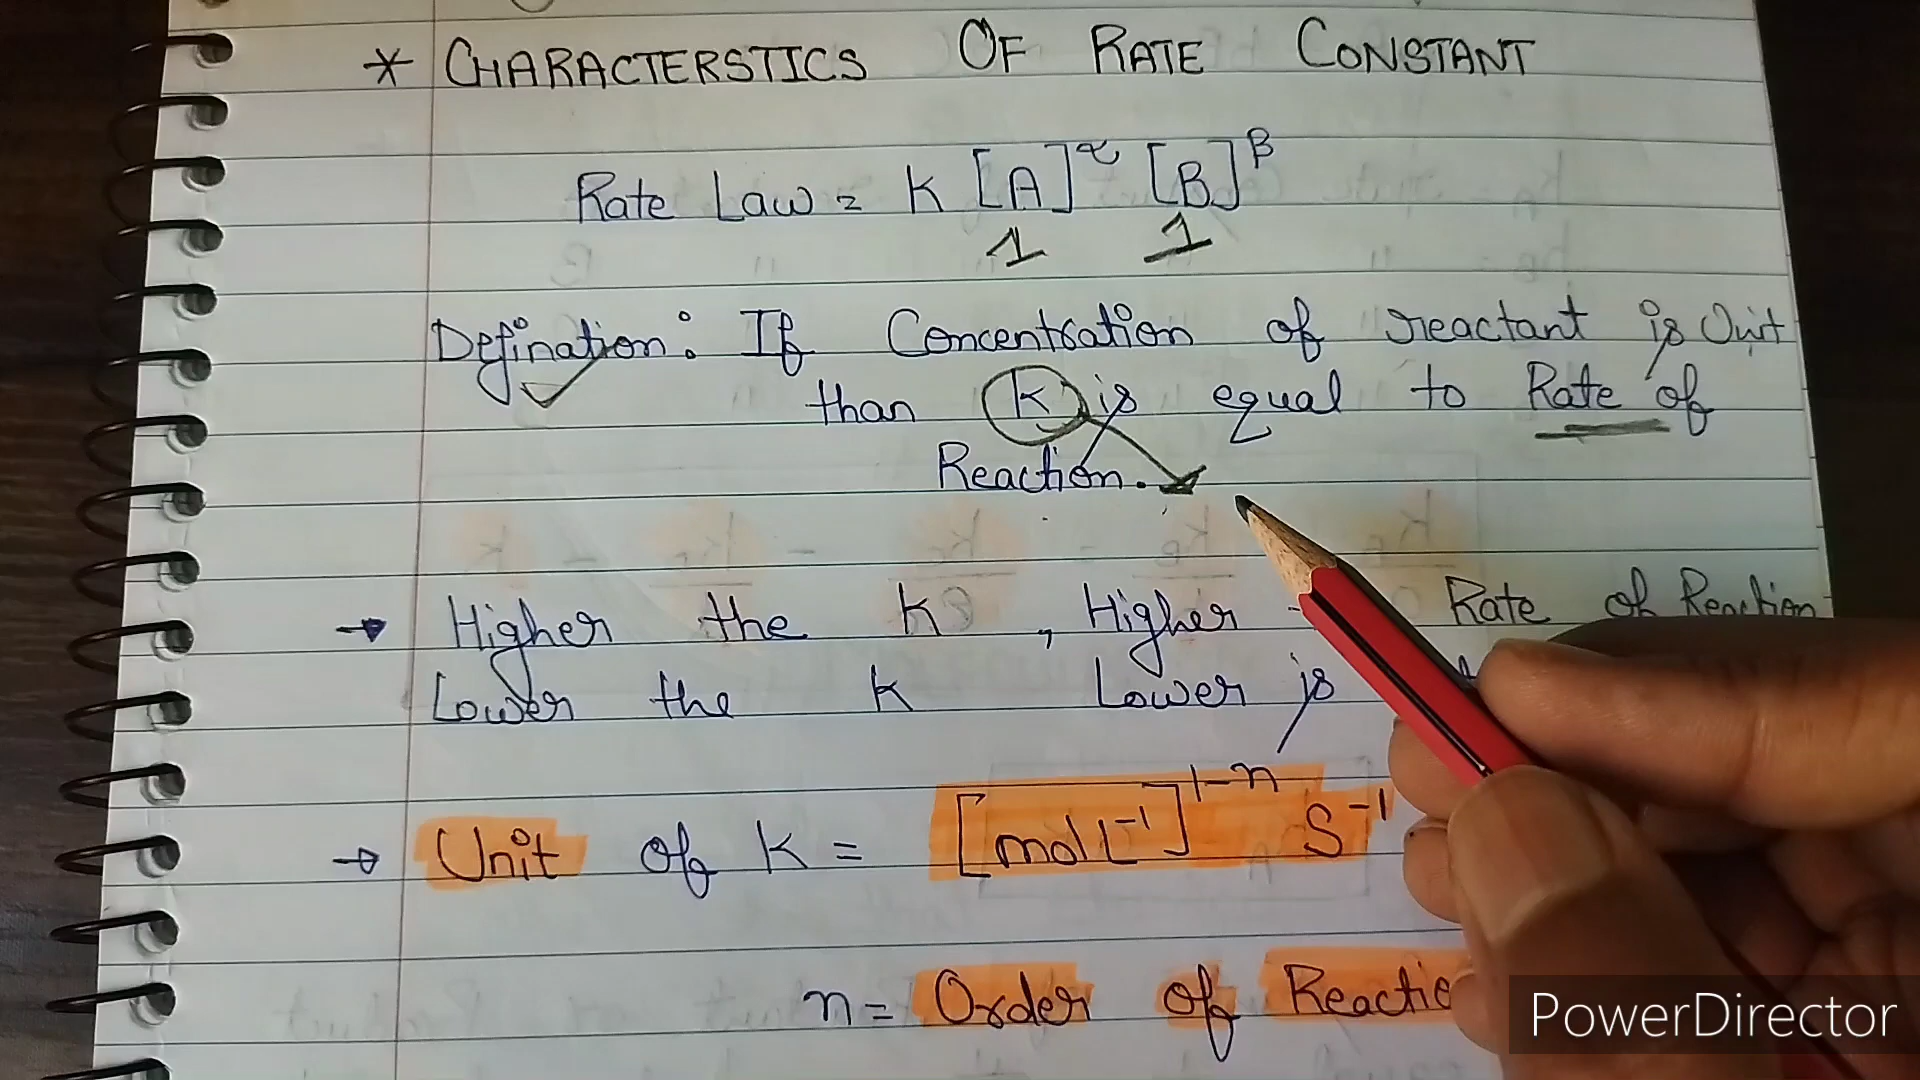 * CHARACTERSTICS OF RATE CONSTANT
Rate Law = K [A]^α [B]^β
1 1
Defination: If Concentration of reactant is Unit
than k is equal to Rate of
Reaction.
→ Higher the K, Higher Rate of Reaction
Lower the K Lower is
→ Unit of K = [mol L⁻¹]^1-n S⁻¹
n = Order of
PowerDirector